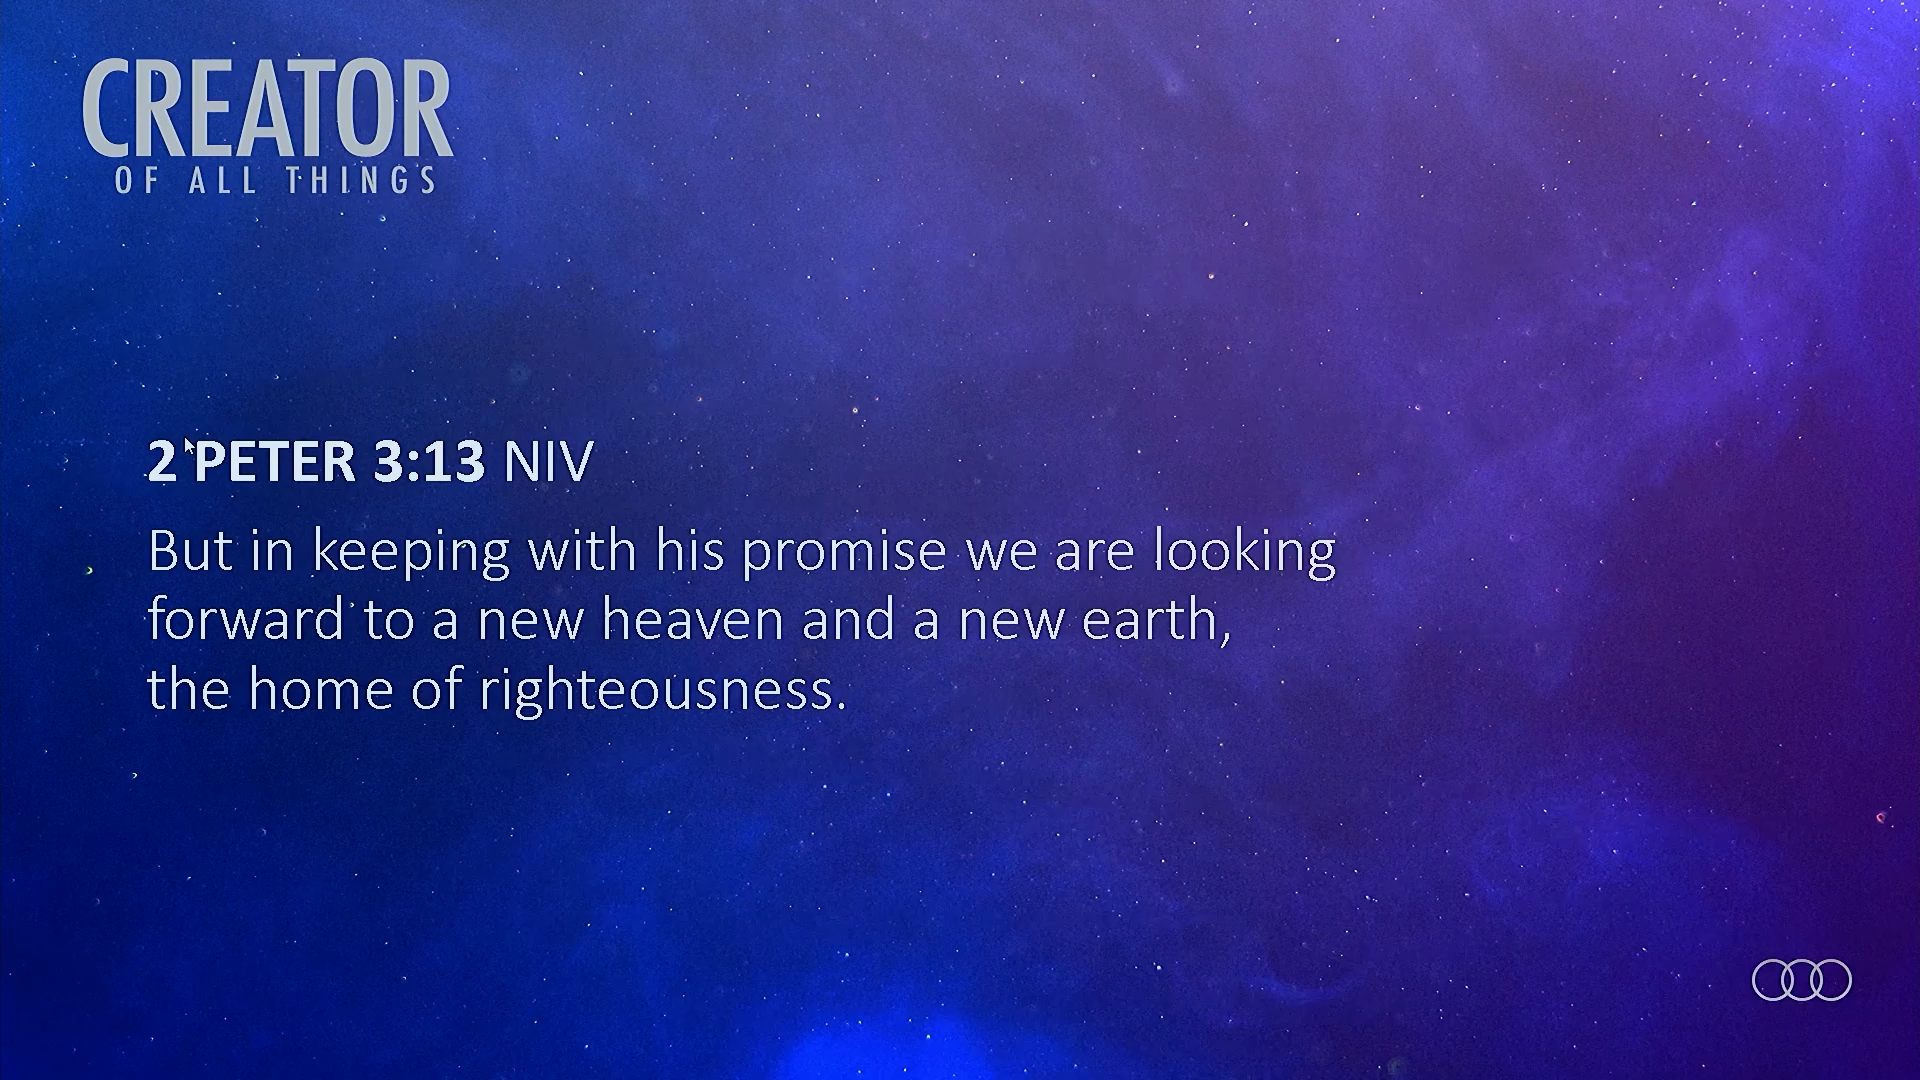 CREATOR
OF ALL THINGS
2 PETER 3:13 NIV
But in keeping with his promise we are looking
forward to a new heaven and a new earth,
the home of righteousness.